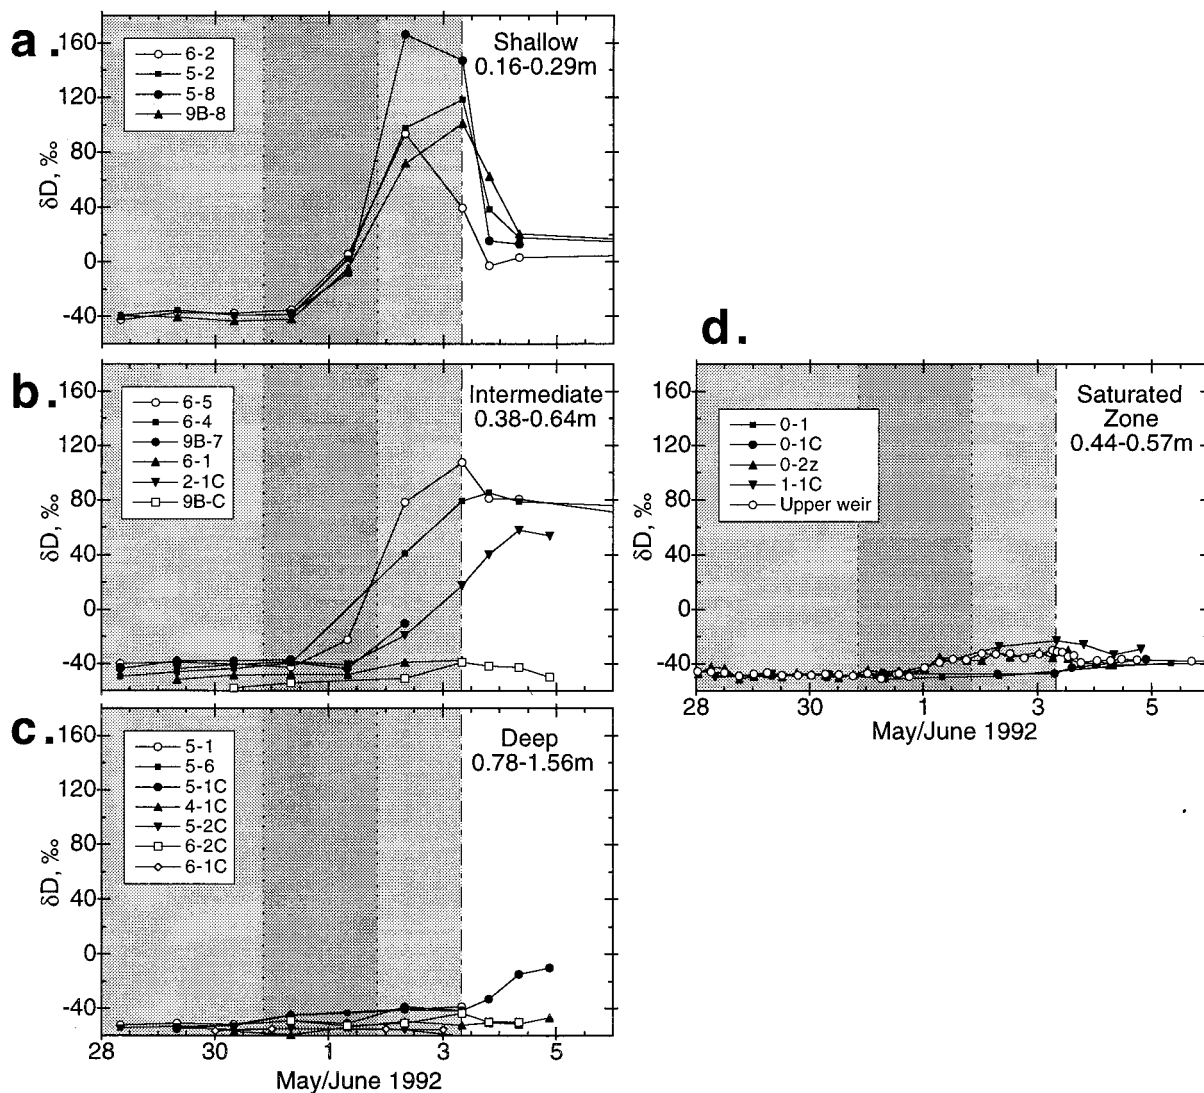 a.
6-2
5-2
5-8
9B-8
Shallow
0.16-0.29m
160
120
80
40
0
-40
δD, ‰
b.
6-5
6-4
9B-7
6-1
2-1C
9B-C
Intermediate
0.38-0.64m
160
120
80
40
0
-40
δD, ‰
c.
5-1
5-6
5-1C
4-1C
5-2C
6-2C
6-1C
Deep
0.78-1.56m
160
120
80
40
0
-40
δD, ‰
28 30 1 3 5
May/June 1992
d.
0-1
0-1C
0-2z
1-1C
Upper weir
Saturated
Zone
0.44-0.57m
160
120
80
40
0
-40
δD, ‰
28 30 1 3 5
May/June 1992